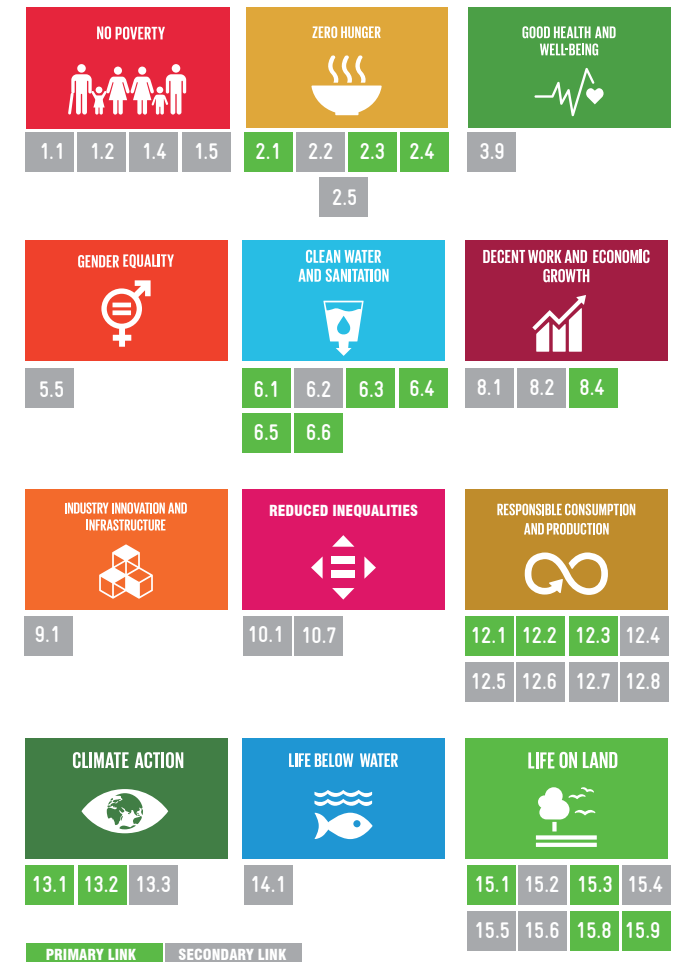 NO POVERTY
1.1 1.2 1.4 1.5
ZERO HUNGER
2.1 2.2 2.3 2.4
2.5
GOOD HEALTH AND
WELL-BEING
3.9
GENDER EQUALITY
5.5
CLEAN WATER
AND SANITATION
6.1 6.2 6.3 6.4
6.5 6.6
DECENT WORK AND ECONOMIC
GROWTH
8.1 8.2 8.4
INDUSTRY INNOVATION AND
INFRASTRUCTURE
9.1
REDUCED INEQUALITIES
10.1 10.7
RESPONSIBLE CONSUMPTION
AND PRODUCTION
12.1 12.2 12.3 12.4
12.5 12.6 12.7 12.8
CLIMATE ACTION
13.1 13.2 13.3
LIFE BELOW WATER
14.1
LIFE ON LAND
15.1 15.2 15.3 15.4
15.5 15.6 15.8 15.9
PRIMARY LINK SECONDARY LINK